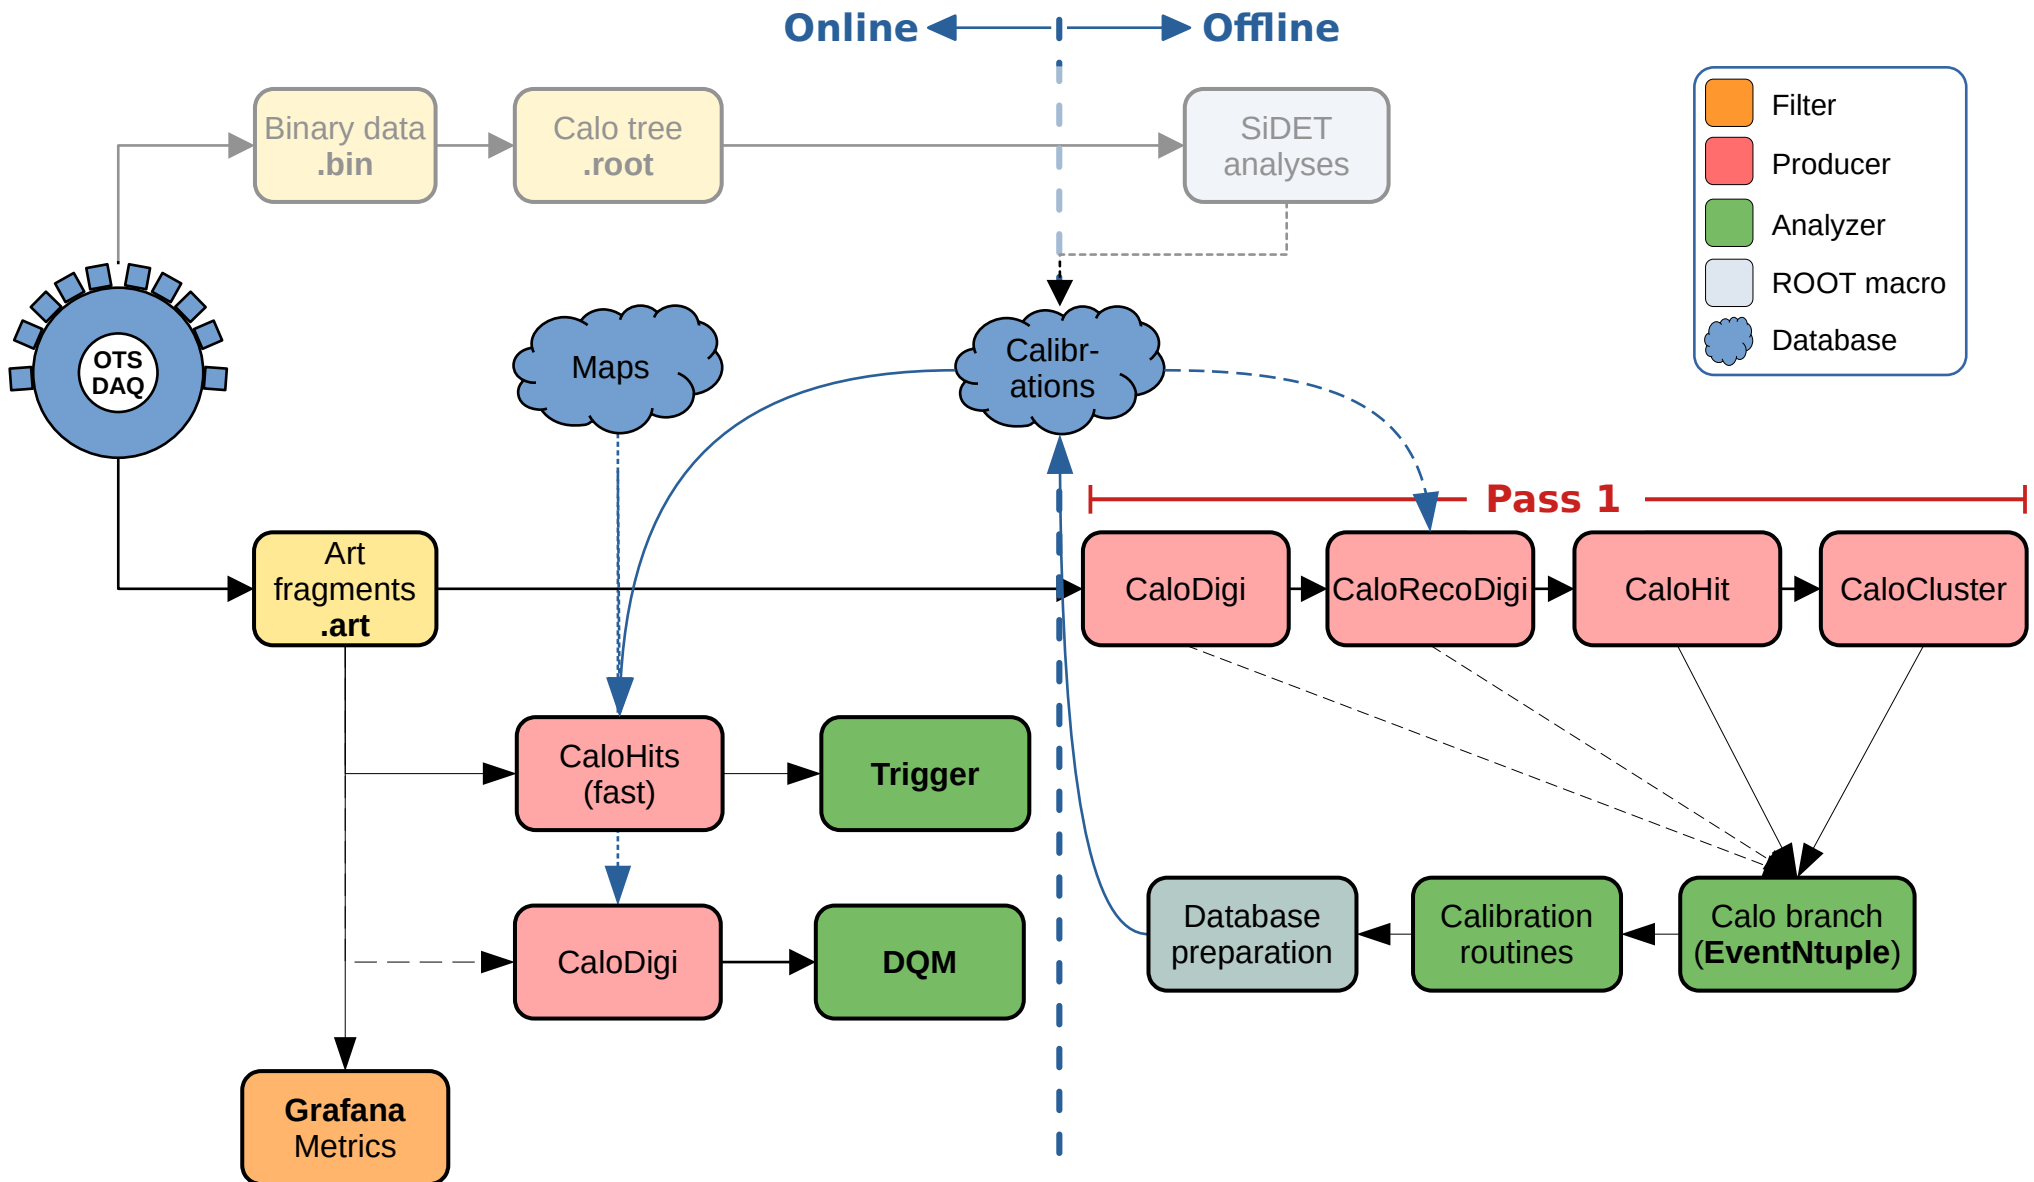 Online
Offline
Binary data
.bin
Calo tree
.root
SiDET
analyses
Filter
Producer
Analyzer
ROOT macro
Database
OTS
DAQ
Maps
Calibr-
ations
Pass 1
Art
fragments
.art
CaloDigi
CaloRecoDigi
CaloHit
CaloCluster
CaloHits
(fast)
Trigger
CaloDigi
DQM
Database
preparation
Calibration
routines
Calo branch
(EventNtuple)
Grafana
Metrics